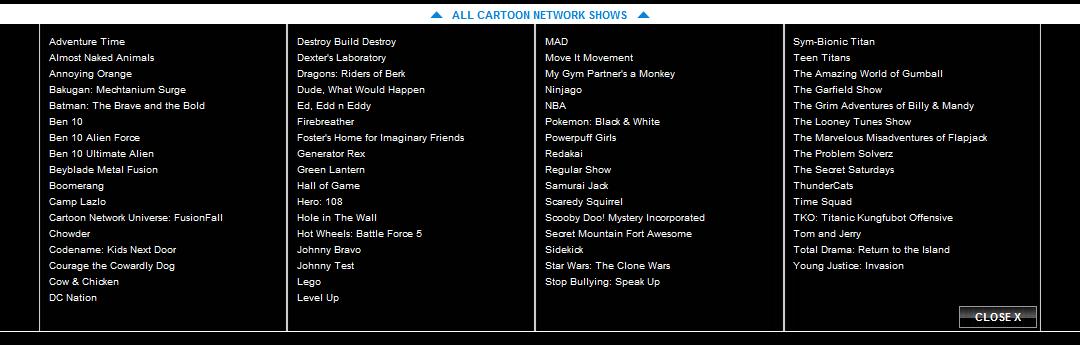 ALL CARTOON NETWORK SHOWS
Adventure Time
Almost Naked Animals
Annoying Orange
Bakugan: Mechtanium Surge
Batman: The Brave and the Bold
Ben 10
Ben 10 Alien Force
Ben 10 Ultimate Alien
Beyblade Metal Fusion
Boomerang
Camp Lazlo
Cartoon Network Universe: FusionFall
Chowder
Codename: Kids Next Door
Courage the Cowardly Dog
Cow & Chicken
DC Nation
Destroy Build Destroy
Dexter's Laboratory
Dragons: Riders of Berk
Dude, What Would Happen
Ed, Edd n Eddy
Firebreather
Foster's Home for Imaginary Friends
Generator Rex
Green Lantern
Hall of Game
Hero: 108
Hole in The Wall
Hot Wheels: Battle Force 5
Johnny Bravo
Johnny Test
Lego
Level Up
MAD
Move It Movement
My Gym Partner's a Monkey
Ninjago
NBA
Pokemon: Black & White
Powerpuff Girls
Redakai
Regular Show
Samurai Jack
Scaredy Squirrel
Scooby Doo! Mystery Incorporated
Secret Mountain Fort Awesome
Sidekick
Star Wars: The Clone Wars
Stop Bullying: Speak Up
Sym-Bionic Titan
Teen Titans
The Amazing World of Gumball
The Garfield Show
The Grim Adventures of Billy & Mandy
The Looney Tunes Show
The Marvelous Misadventures of Flapjack
The Problem Solverz
The Secret Saturdays
ThunderCats
Time Squad
TKO: Titanic Kungfubot Offensive
Tom and Jerry
Total Drama: Return to the Island
Young Justice: Invasion
CLOSE X